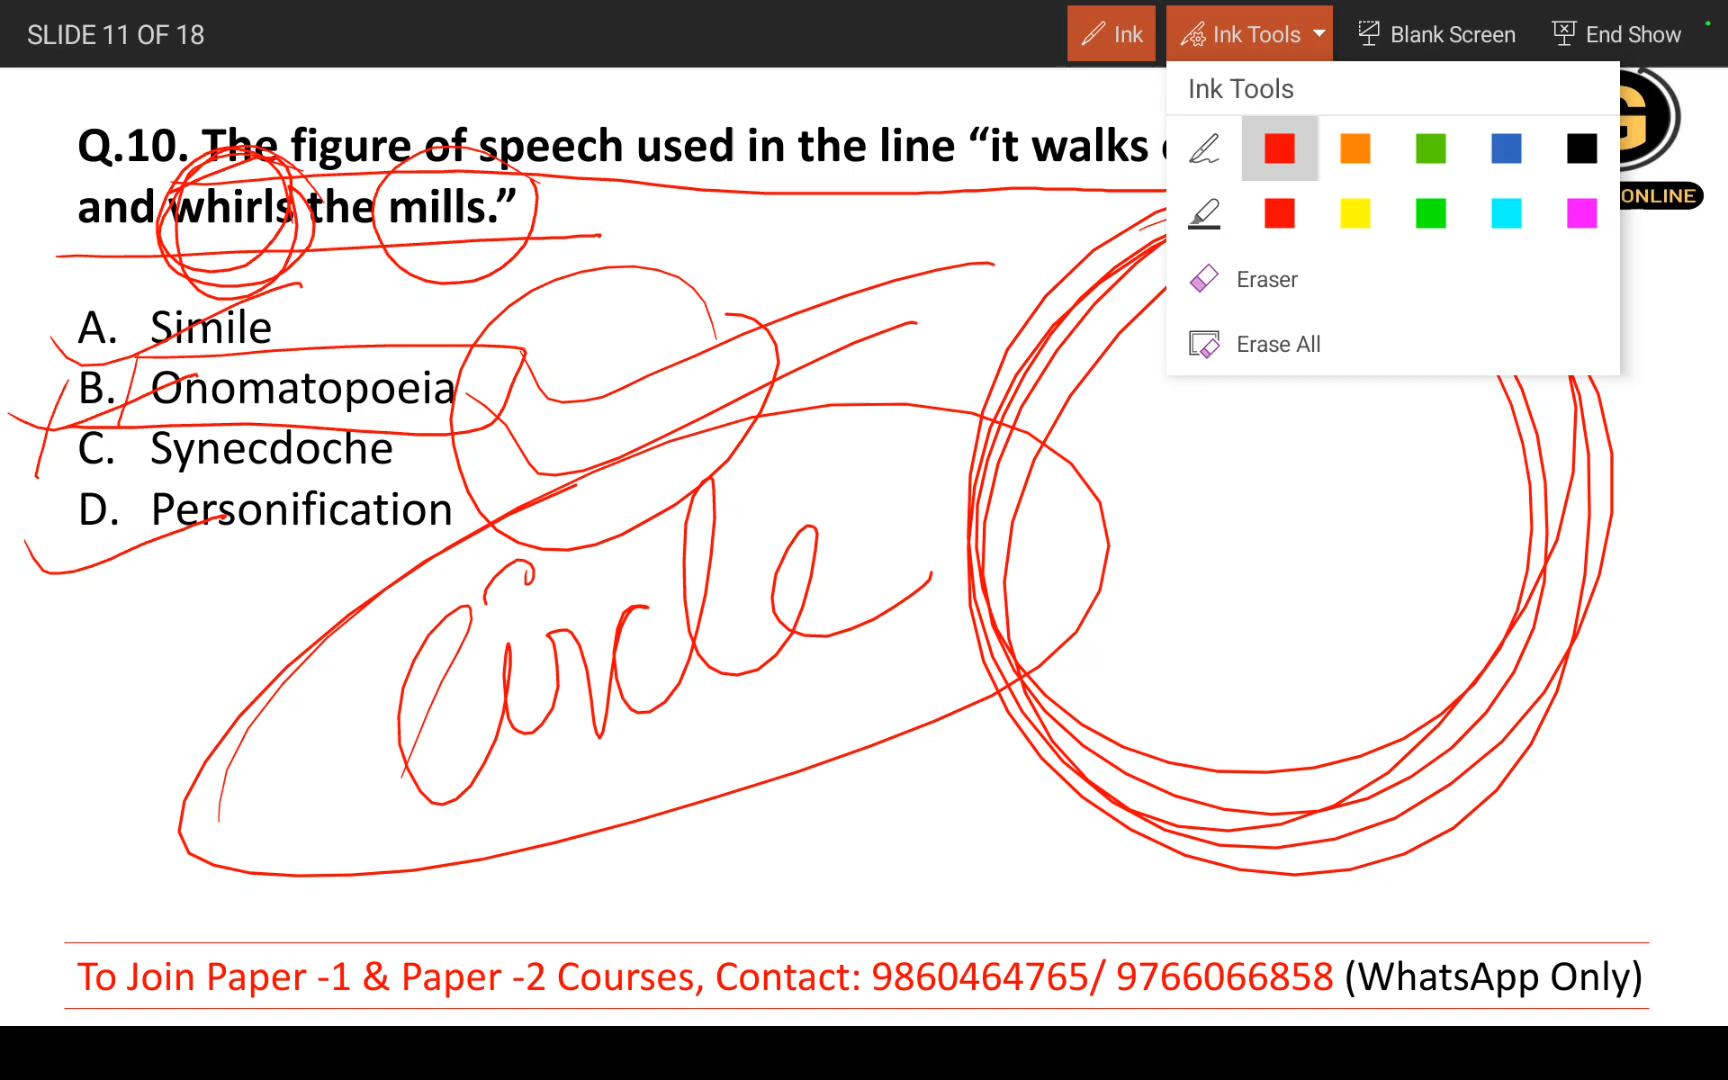 SLIDE 11 OF 18 Ink Ink Tools Blank Screen End Show
Ink Tools
Q.10. The figure of speech used in the line “it walks
and whirls the mills.”
ONLINE
Eraser
Erase All
A. Simile
B. Onomatopoeia
C. Synecdoche
D. Personification
Circle
To Join Paper -1 & Paper -2 Courses, Contact: 9860464765/ 9766066858 (WhatsApp Only)